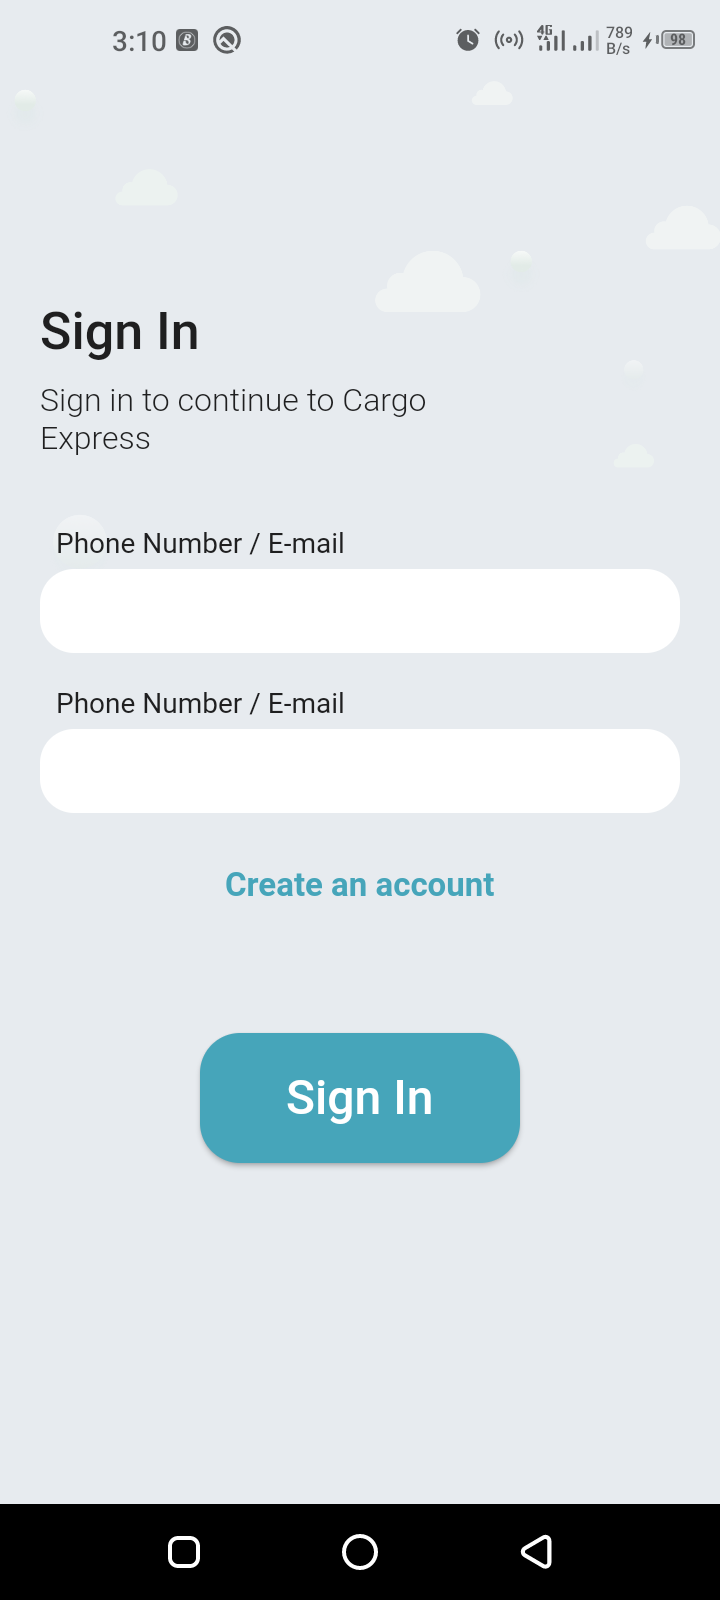 3:10
4G
789
B/s
98
Sign In
Sign in to continue to Cargo
Express
Phone Number / E-mail
Phone Number / E-mail
Create an account
Sign In